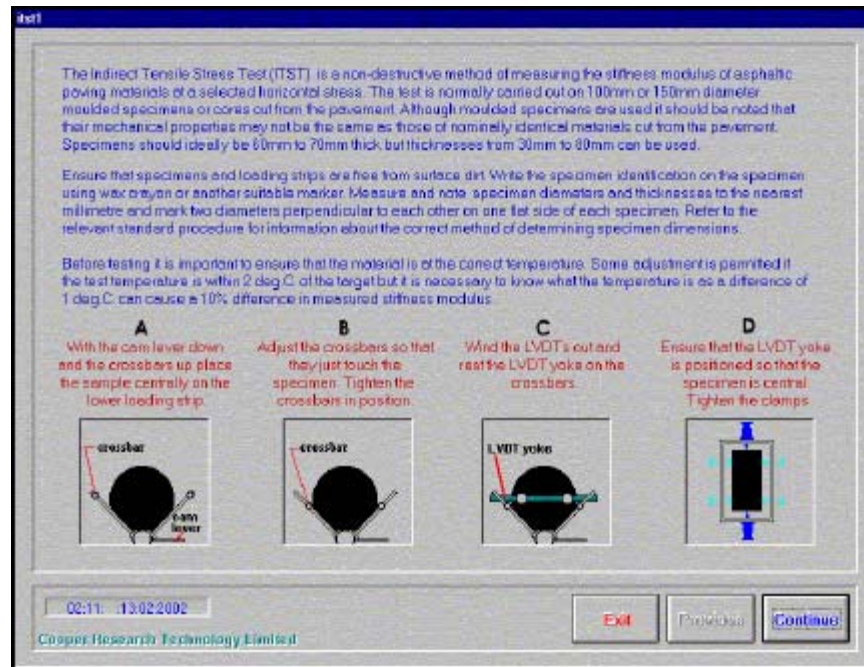 itst1
The Indirect Tensile Stress Test (ITST) is a non-destructive method of measuring the stiffness modulus of asphaltic
paving materials at a selected horizontal stress. The test is normally carried out on 100mm or 150mm diameter
moulded specimens or cores cut from the pavement. Although moulded specimens are used it should be noted that
their mechanical properties may not be the same as those of nominally identical materials cut from the pavement.
Specimens should ideally be 60mm to 70mm thick but thicknesses from 30mm to 80mm can be used.
Ensure that specimens and loading strips are free from surface dirt. Write the specimen identification on the specimen
using wax crayon or another suitable marker. Measure and note specimen diameters and thicknesses to the nearest
millimetre and mark two diameters perpendicular to each other on one flat side of each specimen. Refer to the
relevant standard procedure for information about the correct method of determining specimen dimensions.
Before testing it is important to ensure that the material is at the correct temperature. Some adjustment is permitted if
the test temperature is within 2 deg.C of the target but it is necessary to know what the temperature is as a difference of
1 deg.C can cause a 10% difference in measured stiffness modulus.
A
With the cam lever down
and the crossbars up place
the sample centrally on the
lower loading strip.
crossbar
cam
lever
B
Adjust the crossbars so that
they just touch the
specimen. Tighten the
crossbars in position.
crossbar
C
Wind the LVDTs out and
rest the LVDT yoke on the
crossbars.
LVDT yoke
D
Ensure that the LVDT yoke
is positioned so that the
specimen is central.
Tighten the clamps
02:11: :13:02:2002
Cooper Research Technology Limited
Exit
Previous
Continue